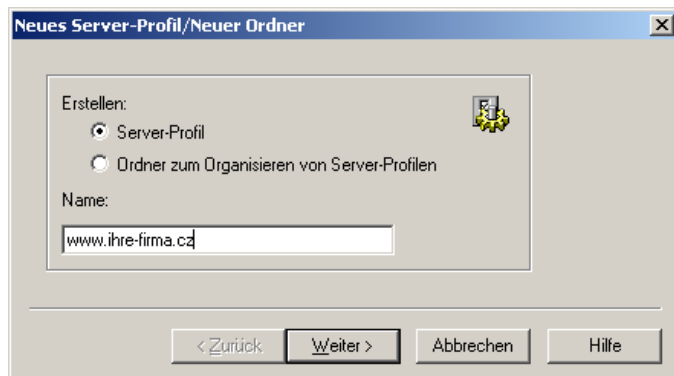 Neues Server-Profil/Neuer Ordner
Erstellen:
Server-Profil
Ordner zum Organisieren von Server-Profilen
Name:
www.ihre-firma.cz
< Zurück
Weiter >
Abbrechen
Hilfe